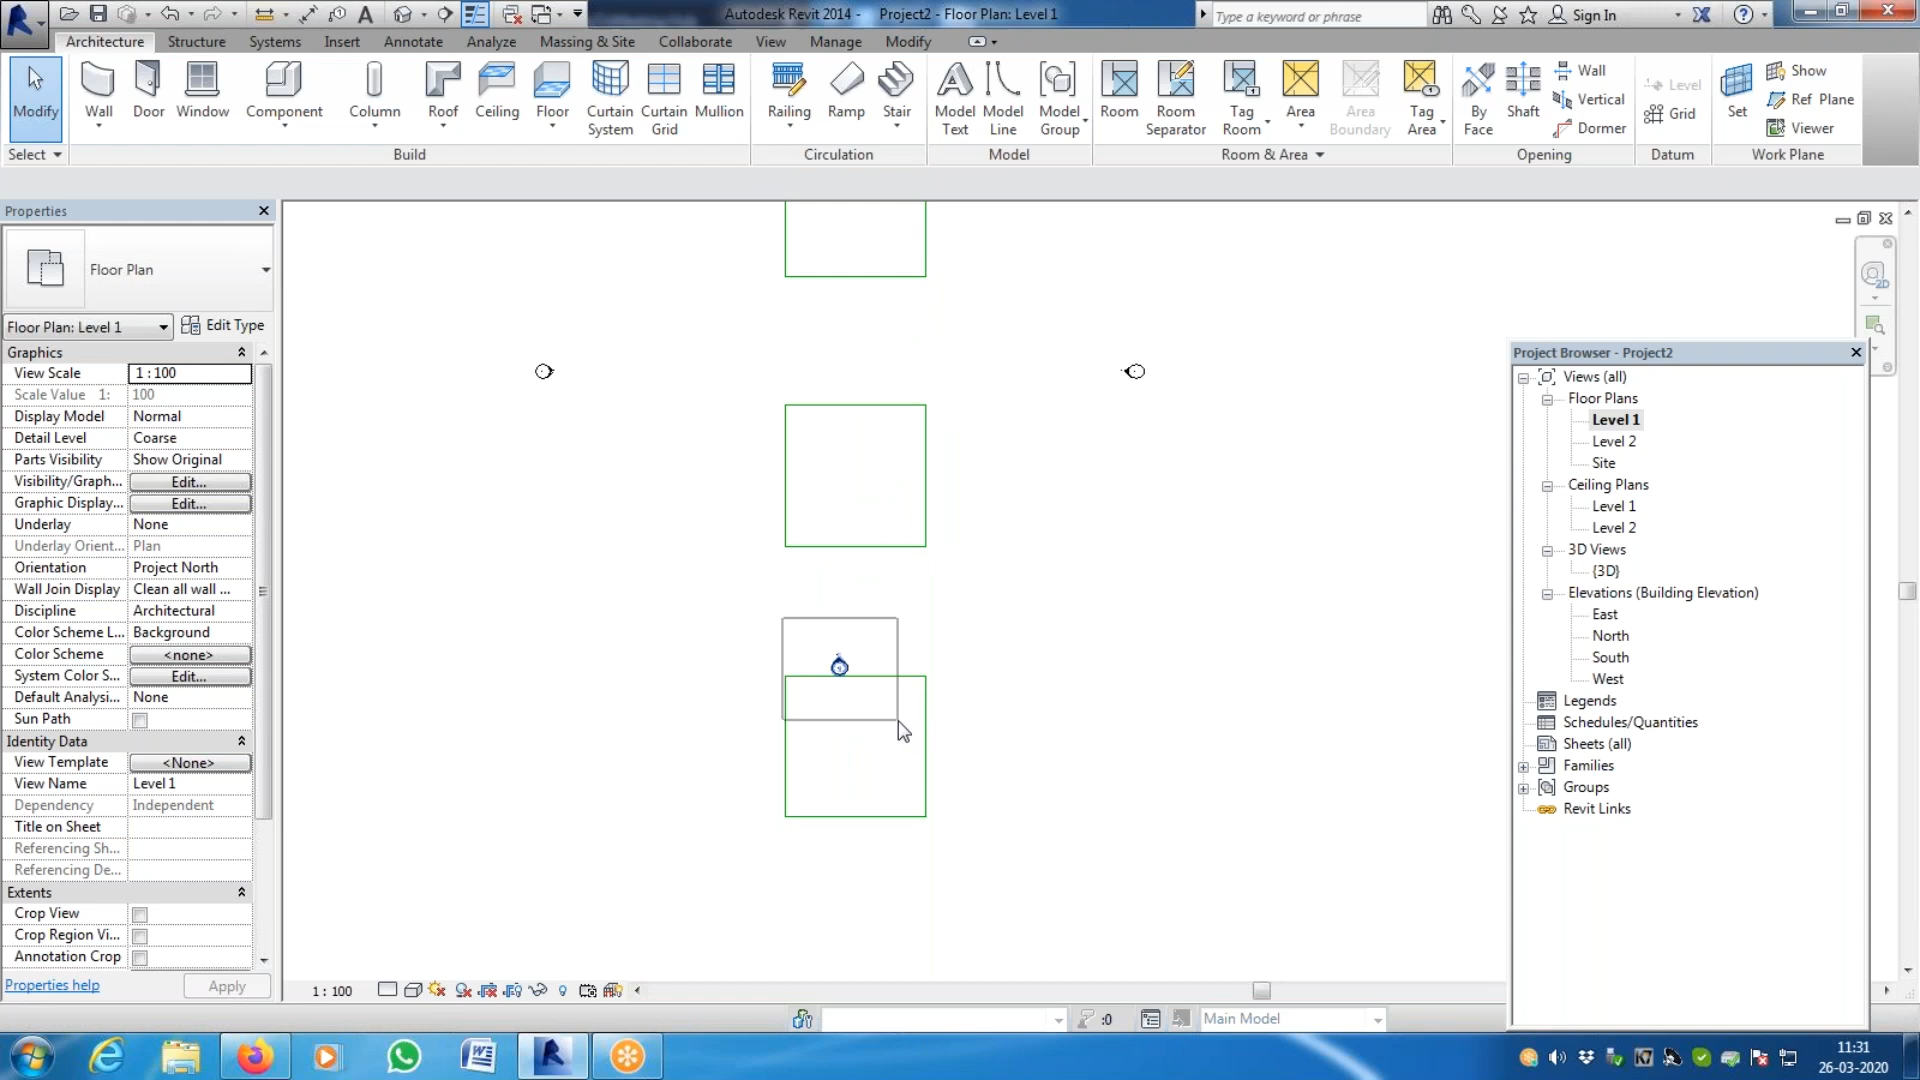 Autodesk Revit 2014 - Project2 - Floor Plan: Level 1
Type a keyword or phrase
Sign In
Architecture Structure Systems Insert Annotate Analyze Massing & Site Collaborate View Manage Modify
Modify Wall Door Window Component Column Roof Ceiling Floor Curtain System Curtain Grid Mullion Railing Ramp Stair Model Text Model Line Model Group Room Room Separator Tag Room Area Area Boundary Tag Area By Face Shaft Wall Vertical Dormer Level Grid Set Show Ref Plane Viewer
Select Build Circulation Model Room & Area Opening Datum Work Plane
Properties
Floor Plan
Floor Plan: Level 1 Edit Type
Graphics
View Scale 1 : 100
Scale Value 1: 100
Display Model Normal
Detail Level Coarse
Parts Visibility Show Original
Visibility/Graph... Edit...
Graphic Display... Edit...
Underlay None
Underlay Orient... Plan
Orientation Project North
Wall Join Display Clean all wall ...
Discipline Architectural
Color Scheme L... Background
Color Scheme <none>
System Color S... Edit...
Default Analysi... None
Sun Path
Identity Data
View Template <None>
View Name Level 1
Dependency Independent
Title on Sheet
Referencing Sh...
Referencing De...
Extents
Crop View
Crop Region Vi...
Annotation Crop
Properties help Apply
1 : 100
:0
Main Model
2D
Project Browser - Project2
Views (all)
Floor Plans
Level 1
Level 2
Site
Ceiling Plans
Level 1
Level 2
3D Views
{3D}
Elevations (Building Elevation)
East
North
South
West
Legends
Schedules/Quantities
Sheets (all)
Families
Groups
Revit Links
11:31
26-03-2020